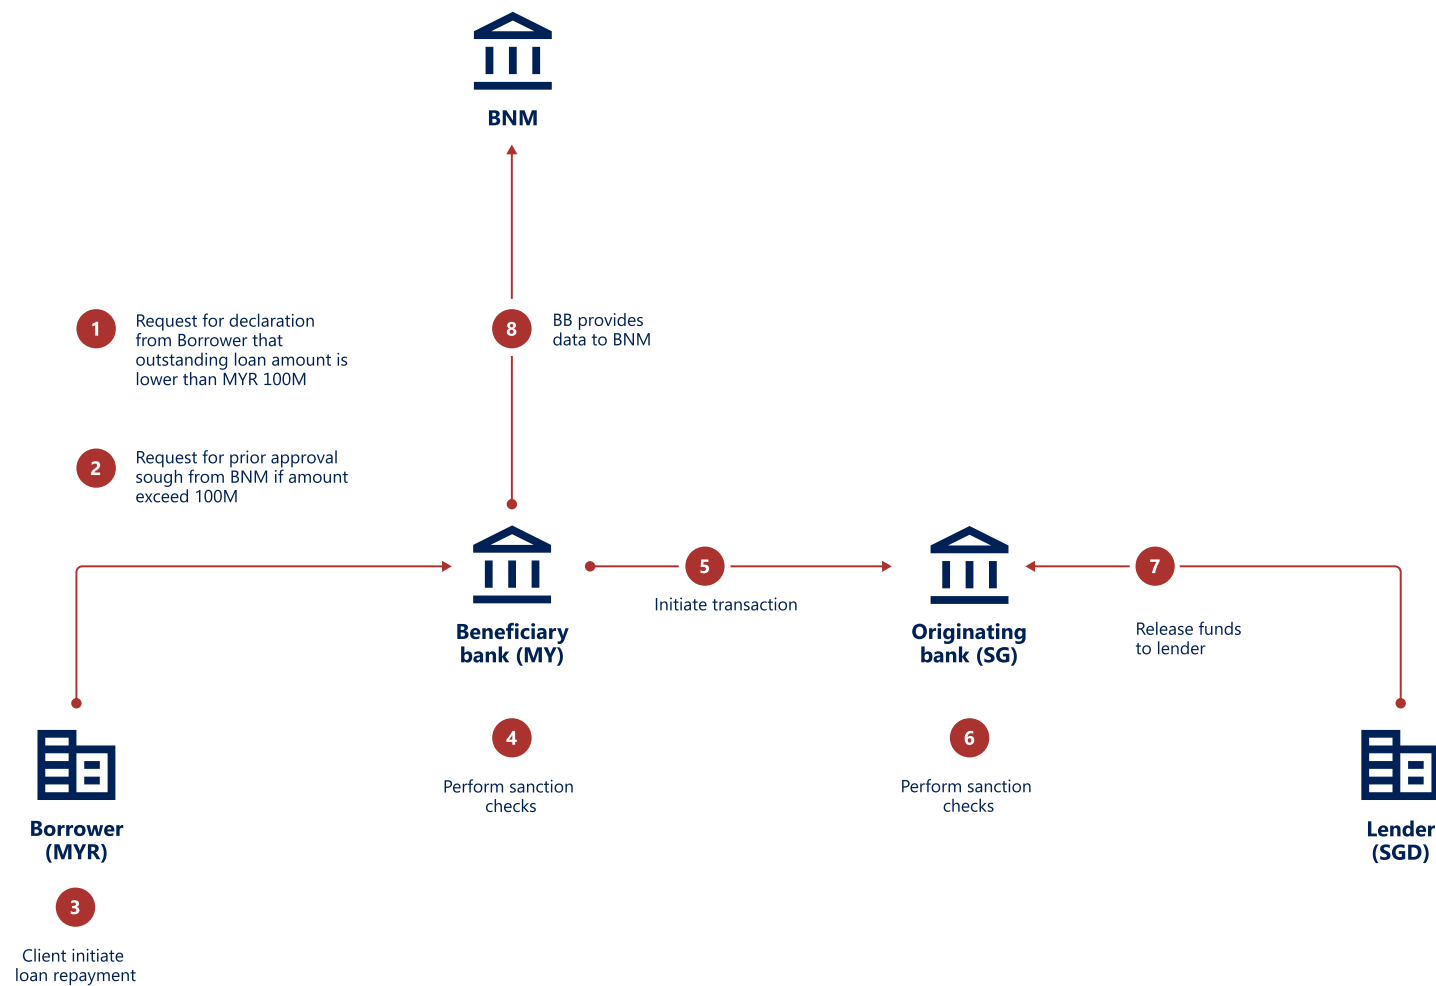 BNM
1
Request for declaration
from Borrower that
outstanding loan amount is
lower than MYR 100M
8
BB provides
data to BNM
2
Request for prior approval
sough from BNM if amount
exceed 100M
5
Initiate transaction
7
Release funds
to lender
Beneficiary
bank (MY)
Originating
bank (SG)
4
Perform sanction
checks
6
Perform sanction
checks
Borrower
(MYR)
Lender
(SGD)
3
Client initiate
loan repayment